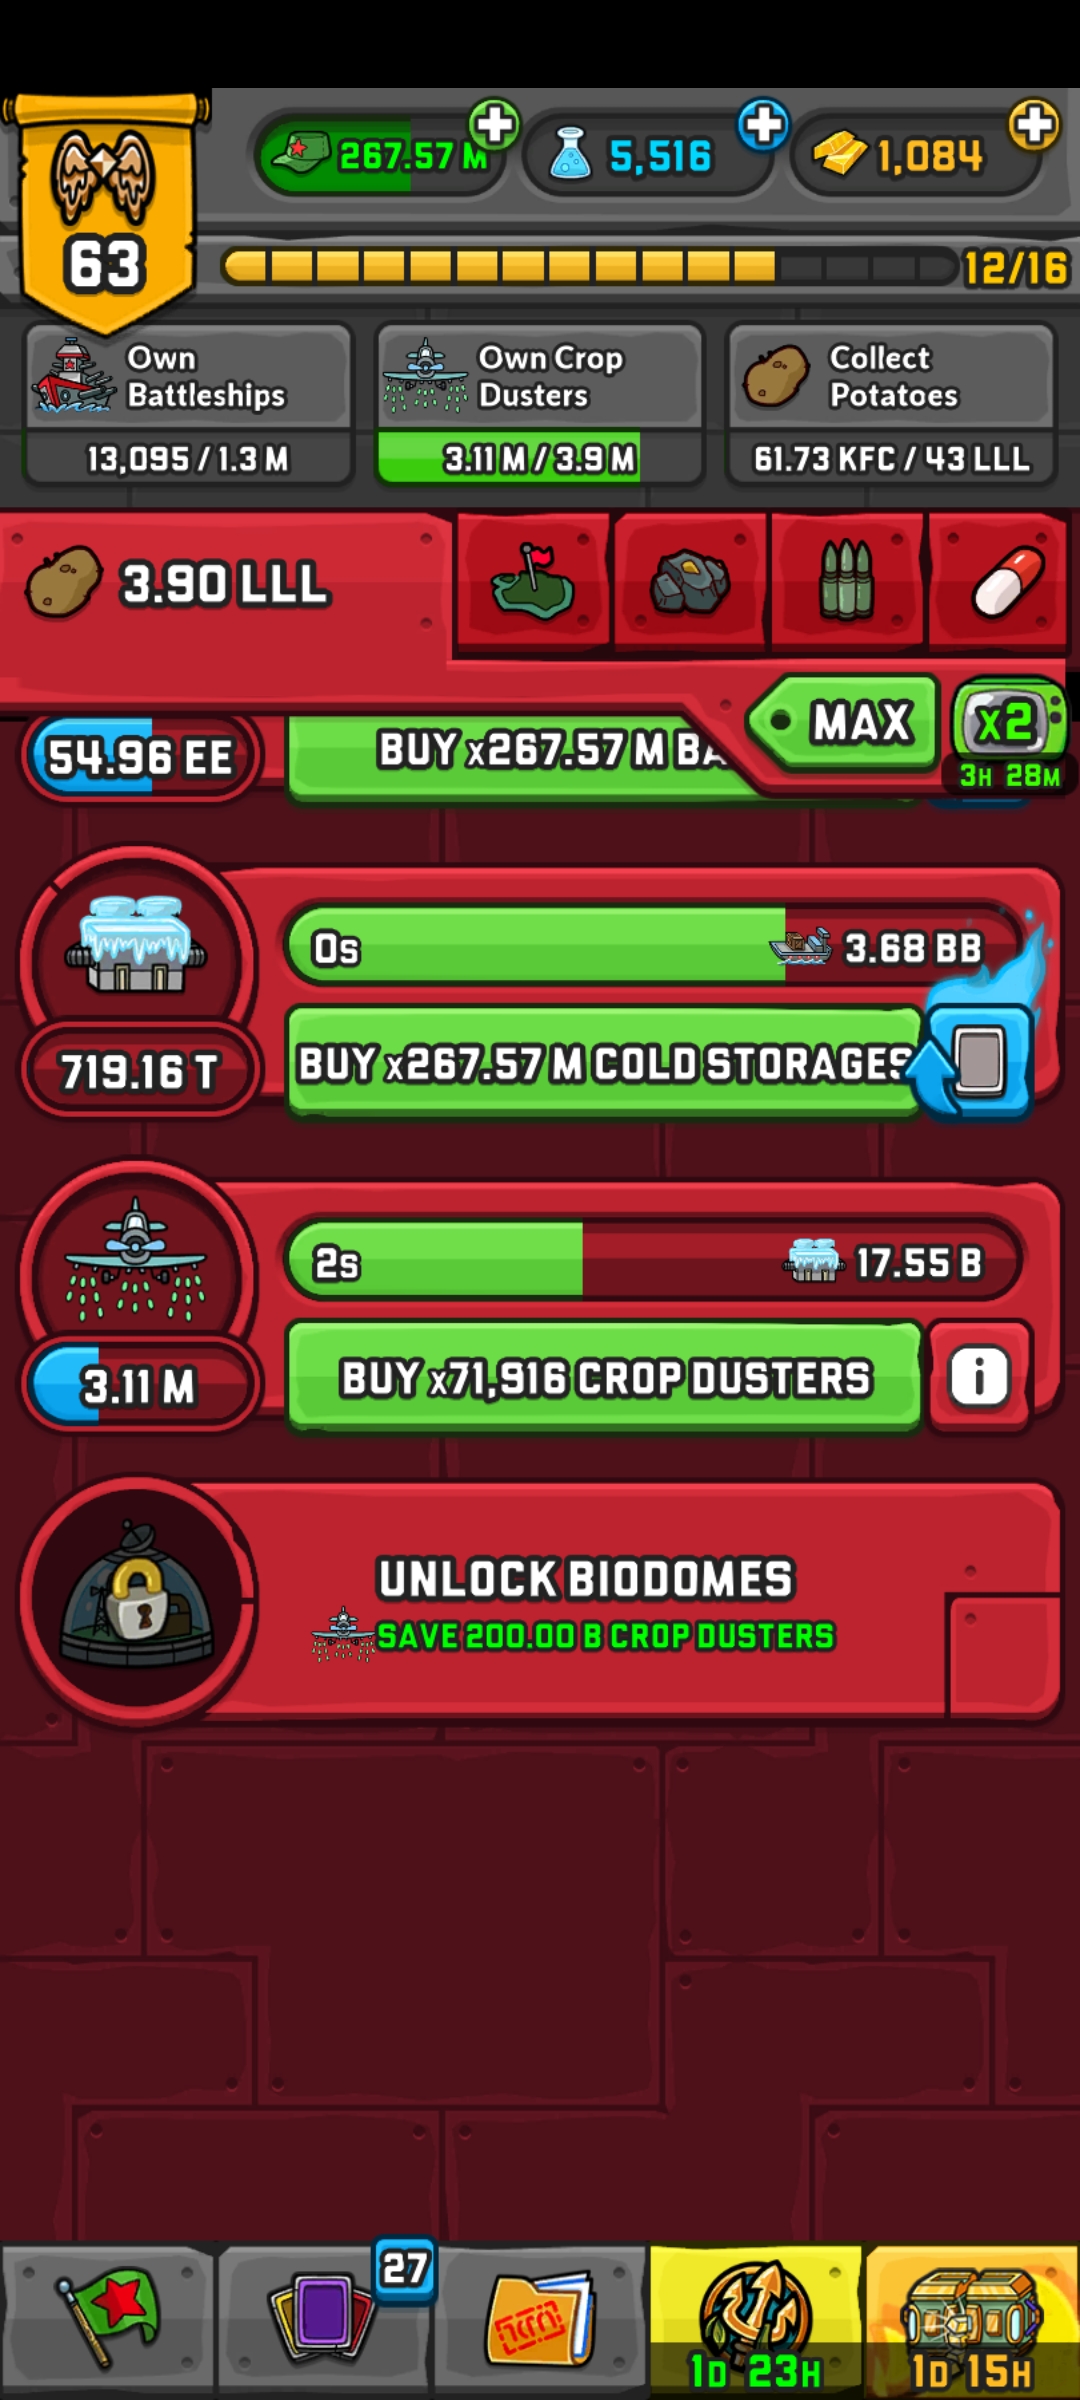 267.57 M
5,516
1,084
63
12/16
Own
Battleships
13,095 / 1.3 M
Own Crop
Dusters
3.11 M / 3.9 M
Collect
Potatoes
61.73 KFC / 43 LLL
3.90 LLL
MAX
x2
3H 28M
54.96 EE
BUY x267.57 M BA
0s
3.68 BB
719.16 T
BUY x267.57 M COLD STORAGES
2s
17.55 B
3.11 M
BUY x71,916 CROP DUSTERS
i
UNLOCK BIODOMES
SAVE 200.00 B CROP DUSTERS
27
1D 23H
1D 15H